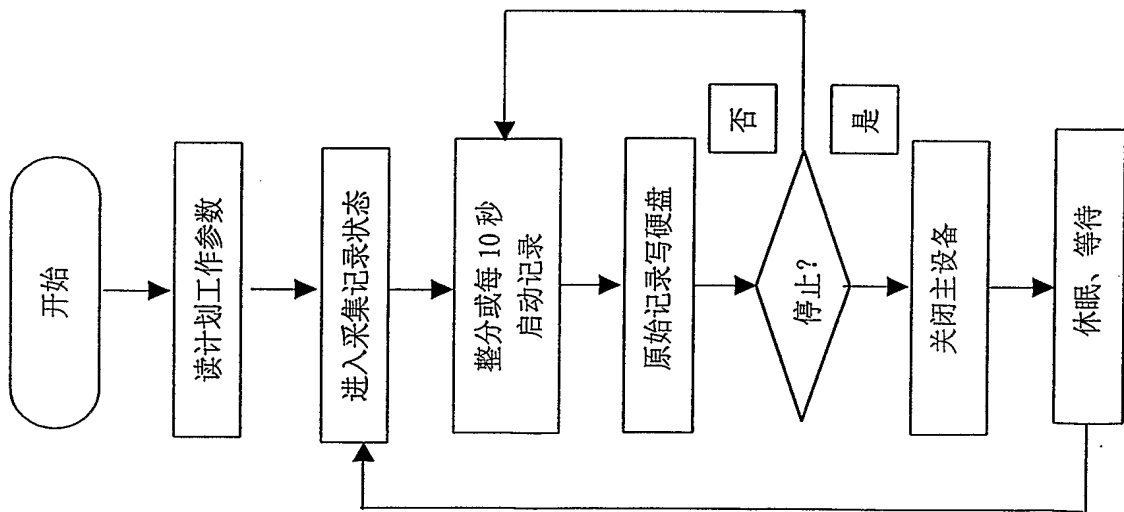 开始
读计划工作参数
进入采集记录状态
整分或每 10 秒
启动记录
原始记录写硬盘
停止？
否
是
关闭主设备
休眠、等待